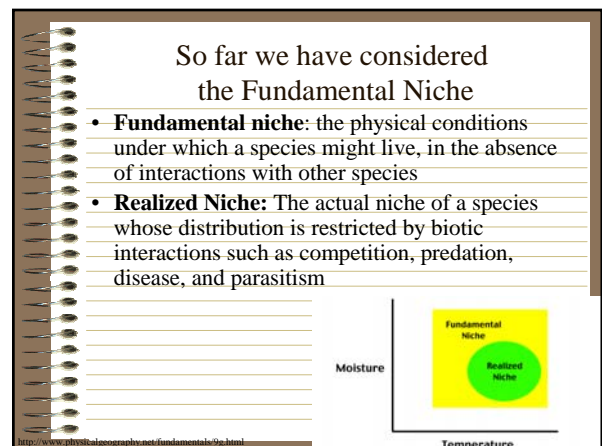 So far we have considered
the Fundamental Niche
• Fundamental niche: the physical conditions
under which a species might live, in the absence
of interactions with other species
• Realized Niche: The actual niche of a species
whose distribution is restricted by biotic
interactions such as competition, predation,
disease, and parasitism
Fundamental
Niche
Realized
Niche
Moisture
Temperature
http://www.physicalgeography.net/fundamentals/9g.html